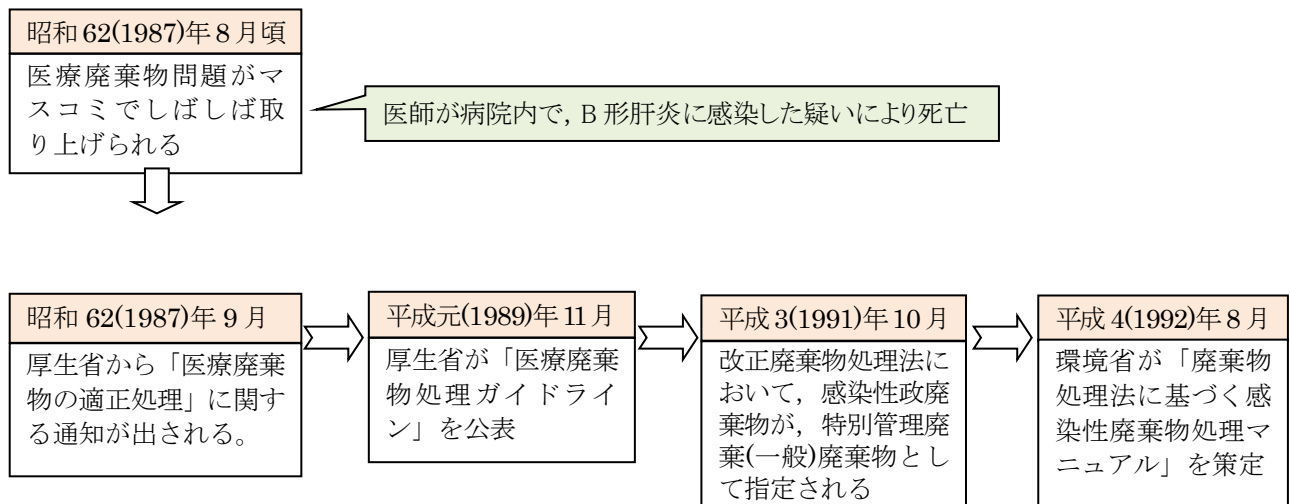 昭和 62(1987)年 8 月頃
医療廃棄物問題がマ
スコミでしばしば取
り上げられる
医師が病院内で, B 形肝炎に感染した疑いにより死亡
昭和 62(1987)年 9 月
厚生省から「医療廃棄
物の適正処理」に関す
る通知が出される。
平成元(1989)年 11 月
厚生省が「医療廃棄
物処理ガイドライ
ン」を公表
平成 3(1991)年 10 月
改正廃棄物処理法に
おいて，感染性政廃
棄物が，特別管理廃
棄(一般)廃棄物とし
て指定される
平成 4(1992)年 8 月
環境省が「廃棄物
処理法に基づく感
染性廃棄物処理マ
ニュアル」を策定